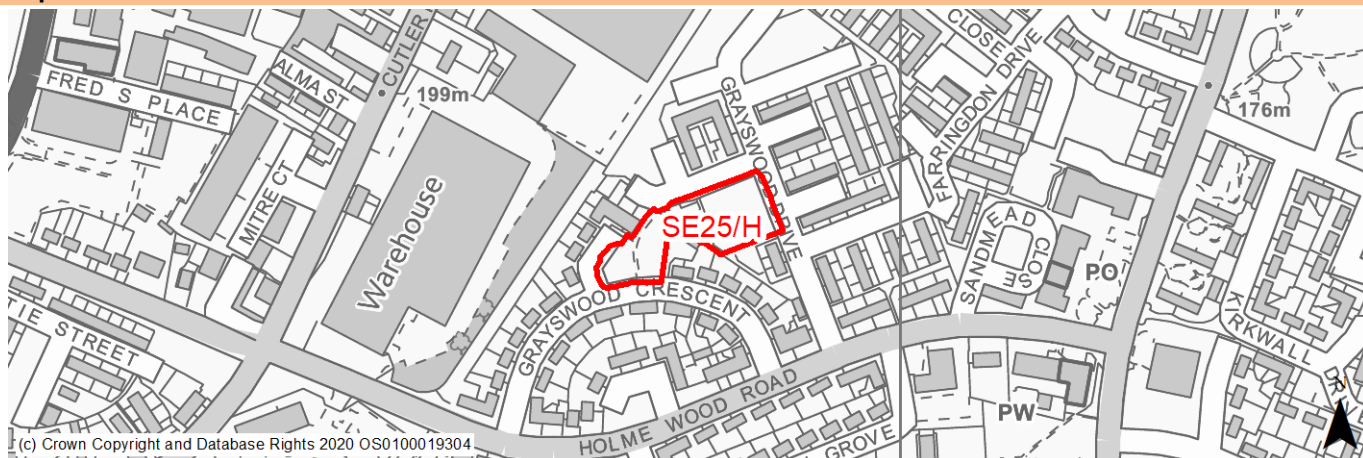 FRED S PLACE
ALMA ST
CUTLER
199m
MITRE CT
Warehouse
TIE STREET
GRAYSWOOD DRIVE
SE25/H
GRAYSWOOD CRESCENT
HOLME WOOD ROAD
GROVE
CLOSE
FARRINGDON DRIVE
176m
SANDMEAD CLOSE
PO
KIRKWALL
PW
(c) Crown Copyright and Database Rights 2020 OS0100019304